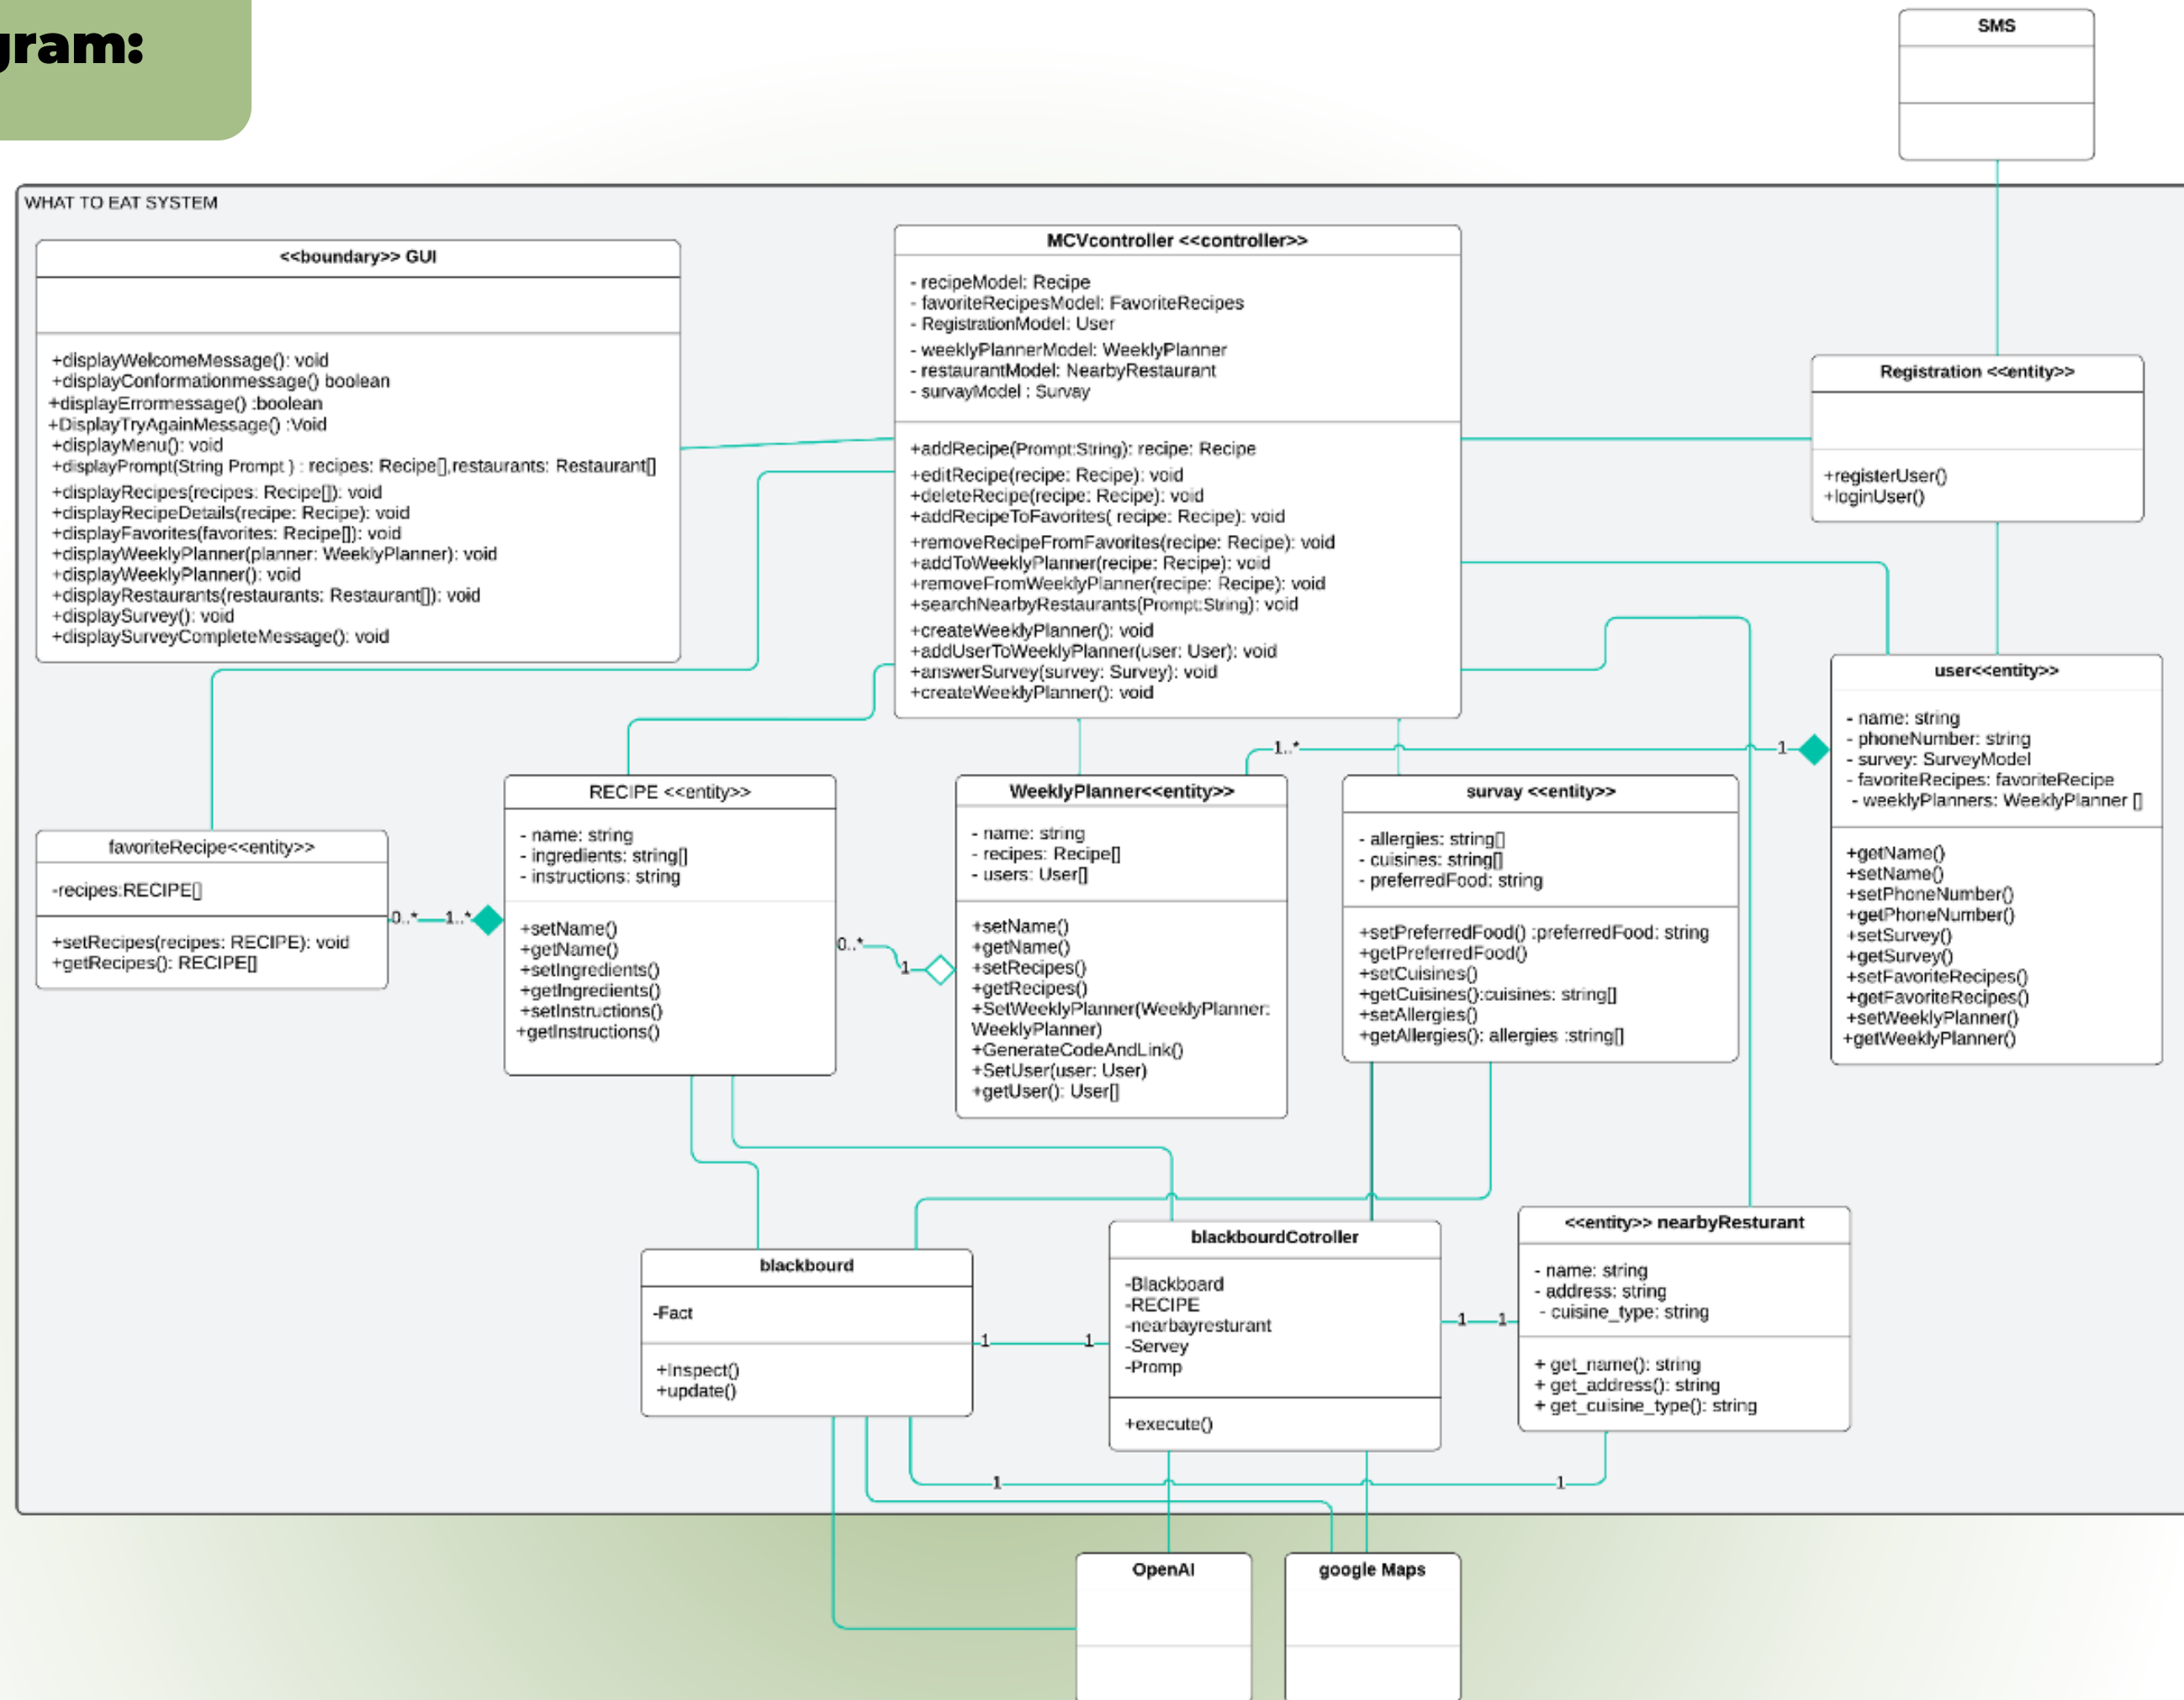 gram:
SMS
WHAT TO EAT SYSTEM
<<boundary>> GUI
+displayWelcomeMessage(): void
+displayConformationmessage() boolean
+displayErrormessage() :boolean
+DisplayTryAgainMessage() :Void
+displayMenu(): void
+displayPrompt(String Prompt ) : recipes: Recipe[],restaurants: Restaurant[]
+displayRecipes(recipes: Recipe[]): void
+displayRecipeDetails(recipe: Recipe): void
+displayFavorites(favorites: Recipe[]): void
+displayWeeklyPlanner(planner: WeeklyPlanner): void
+displayWeeklyPlanner(): void
+displayRestaurants(restaurants: Restaurant[]): void
+displaySurvey(): void
+displaySurveyCompleteMessage(): void
MCVcontroller <<controller>>
- recipeModel: Recipe
- favoriteRecipesModel: FavoriteRecipes
- RegistrationModel: User
- weeklyPlannerModel: WeeklyPlanner
- restaurantModel: NearbyRestaurant
- survayModel : Survay
+addRecipe(Prompt:String): recipe: Recipe
+editRecipe(recipe: Recipe): void
+deleteRecipe(recipe: Recipe): void
+addRecipeToFavorites( recipe: Recipe): void
+removeRecipeFromFavorites(recipe: Recipe): void
+addToWeeklyPlanner(recipe: Recipe): void
+removeFromWeeklyPlanner(recipe: Recipe): void
+searchNearbyRestaurants(Prompt:String): void
+createWeeklyPlanner(): void
+addUserToWeeklyPlanner(user: User): void
+answerSurvey(survey: Survey): void
+createWeeklyPlanner(): void
Registration <<entity>>
+registerUser()
+loginUser()
user<<entity>>
- name: string
- phoneNumber: string
- survey: SurveyModel
- favoriteRecipes: favoriteRecipe
- weeklyPlanners: WeeklyPlanner []
+getName()
+setName()
+setPhoneNumber()
+getPhoneNumber()
+setSurvey()
+getSurvey()
+setFavoriteRecipes()
+getFavoriteRecipes()
+setWeeklyPlanner()
+getWeeklyPlanner()
1..*
1
favoriteRecipe<<entity>>
-recipes:RECIPE[]
+setRecipes(recipes: RECIPE): void
+getRecipes(): RECIPE[]
0..*
1..*
RECIPE <<entity>>
- name: string
- ingredients: string[]
- instructions: string
+setName()
+getName()
+setIngredients()
+getIngredients()
+setInstructions()
+getInstructions()
0..*
1
WeeklyPlanner<<entity>>
- name: string
- recipes: Recipe[]
- users: User[]
+setName()
+getName()
+setRecipes()
+getRecipes()
+SetWeeklyPlanner(WeeklyPlanner:
WeeklyPlanner)
+GenerateCodeAndLink()
+SetUser(user: User)
+getUser(): User[]
survay <<entity>>
- allergies: string[]
- cuisines: string[]
- preferredFood: string
+setPreferredFood() :preferredFood: string
+getPreferredFood()
+setCuisines()
+getCuisines():cuisines: string[]
+setAllergies()
+getAllergies(): allergies :string[]
blackbourd
-Fact
+Inspect()
+update()
1
1
blackbourdCotroller
-Blackboard
-RECIPE
-nearbayresturant
-Servey
-Promp
+execute()
1
1
<<entity>> nearbyResturant
- name: string
- address: string
- cuisine_type: string
+ get_name(): string
+ get_address(): string
+ get_cuisine_type(): string
1
1
OpenAI
google Maps